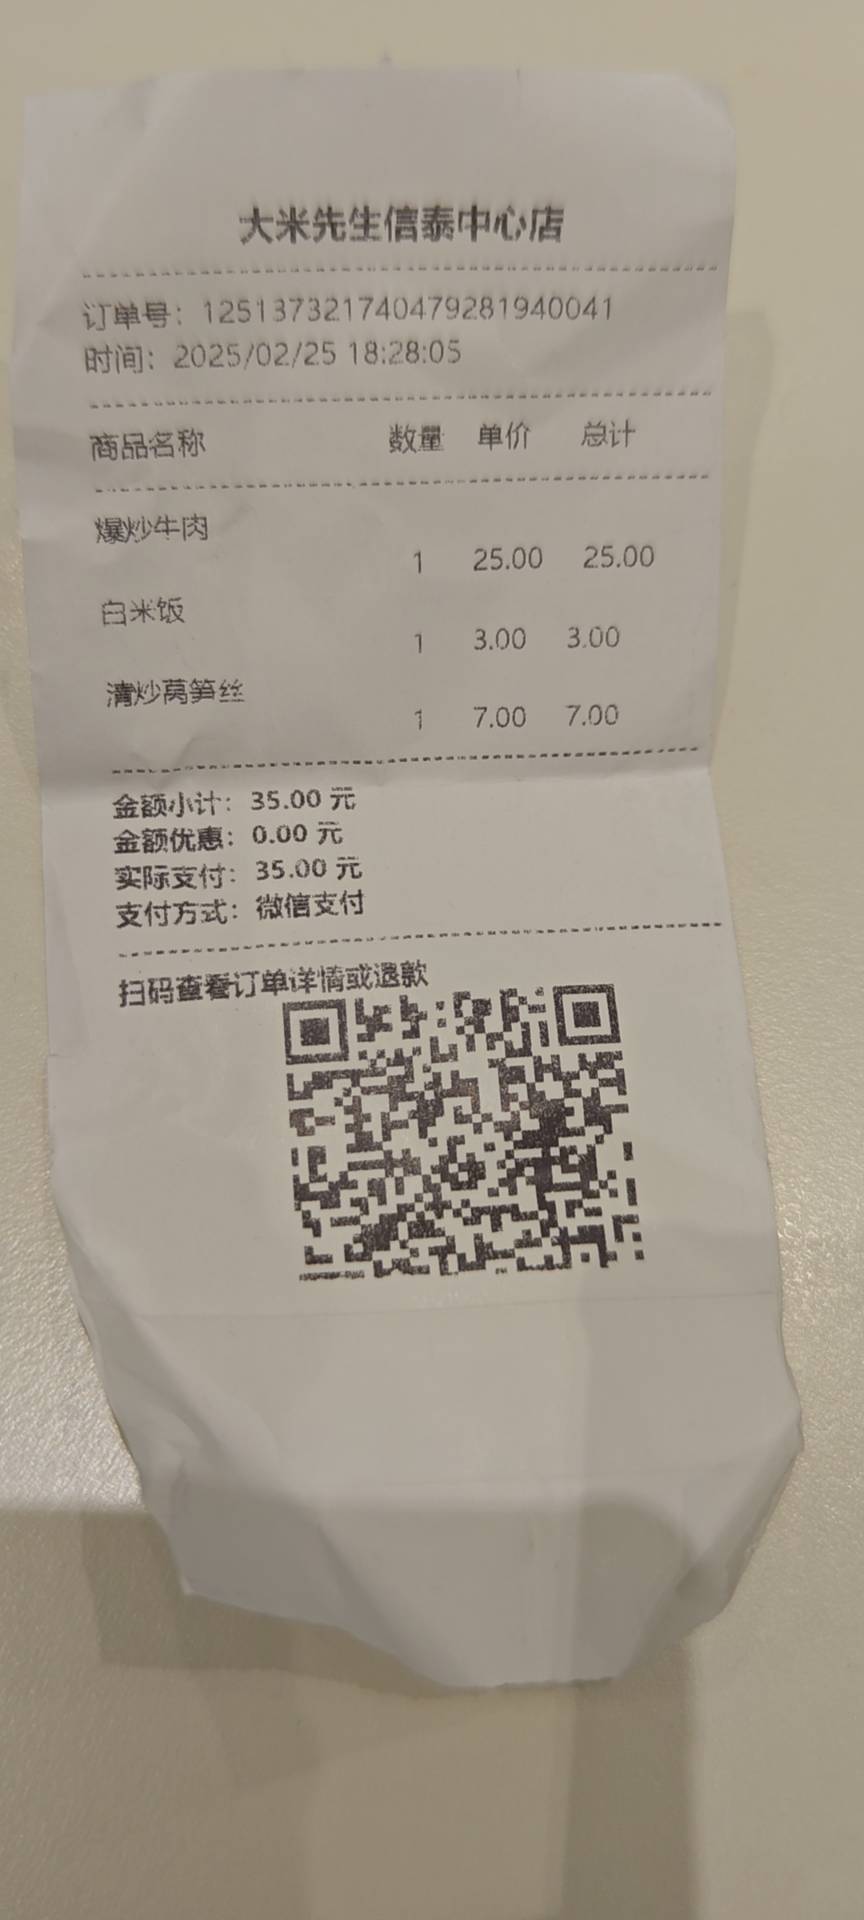 大米先生信泰中心店
订单号：125137321740479281940041
时间：2025/02/25 18:28:05
商品名称 数量 单价 总计
爆炒牛肉
1 25.00 25.00
白米饭
1 3.00 3.00
清炒莴笋丝
1 7.00 7.00
金额小计：35.00 元
金额优惠：0.00 元
实际支付：35.00 元
支付方式：微信支付
扫码查看订单详情或退款